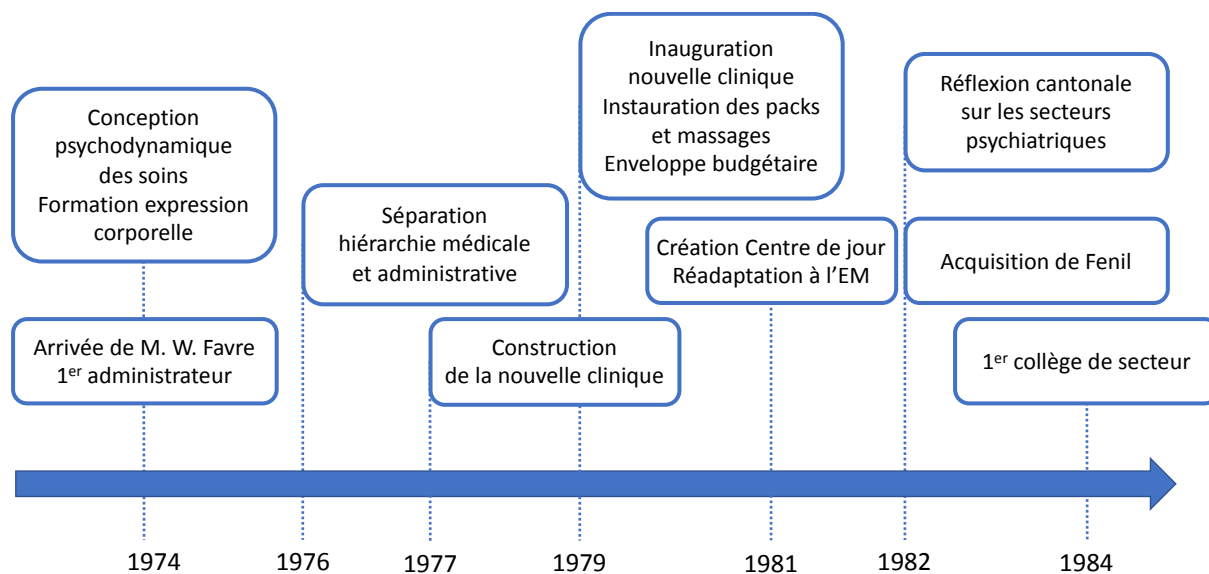 Conception
psychodynamique
des soins
Formation expression
corporelle
Arrivée de M. W. Favre
1er administrateur
Séparation
hiérarchie médicale
et administrative
Construction
de la nouvelle clinique
Inauguration
nouvelle clinique
Instauration des packs
et massages
Enveloppe budgétaire
Création Centre de jour
Réadaptation à l’EM
Réflexion cantonale
sur les secteurs
psychiatriques
Acquisition de Fenil
1er collège de secteur
1974
1976
1977
1979
1981
1982
1984